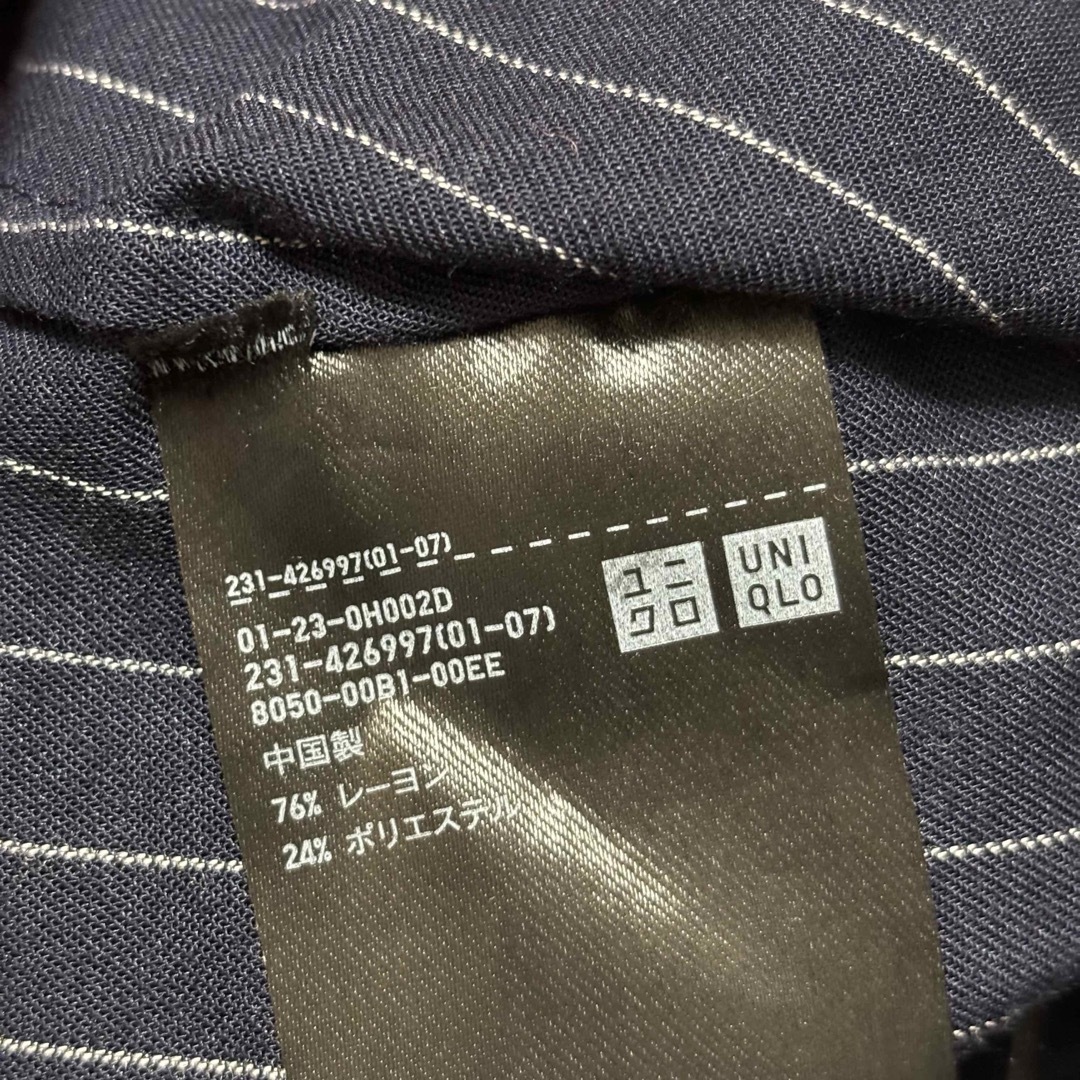 231-426997(01-07)
01-23-0H002D
231-426997(01-07)
8050-00B1-00EE
中国製
76% レーヨン
24% ポリエステル
ユニ
クロ
UNI
QLO